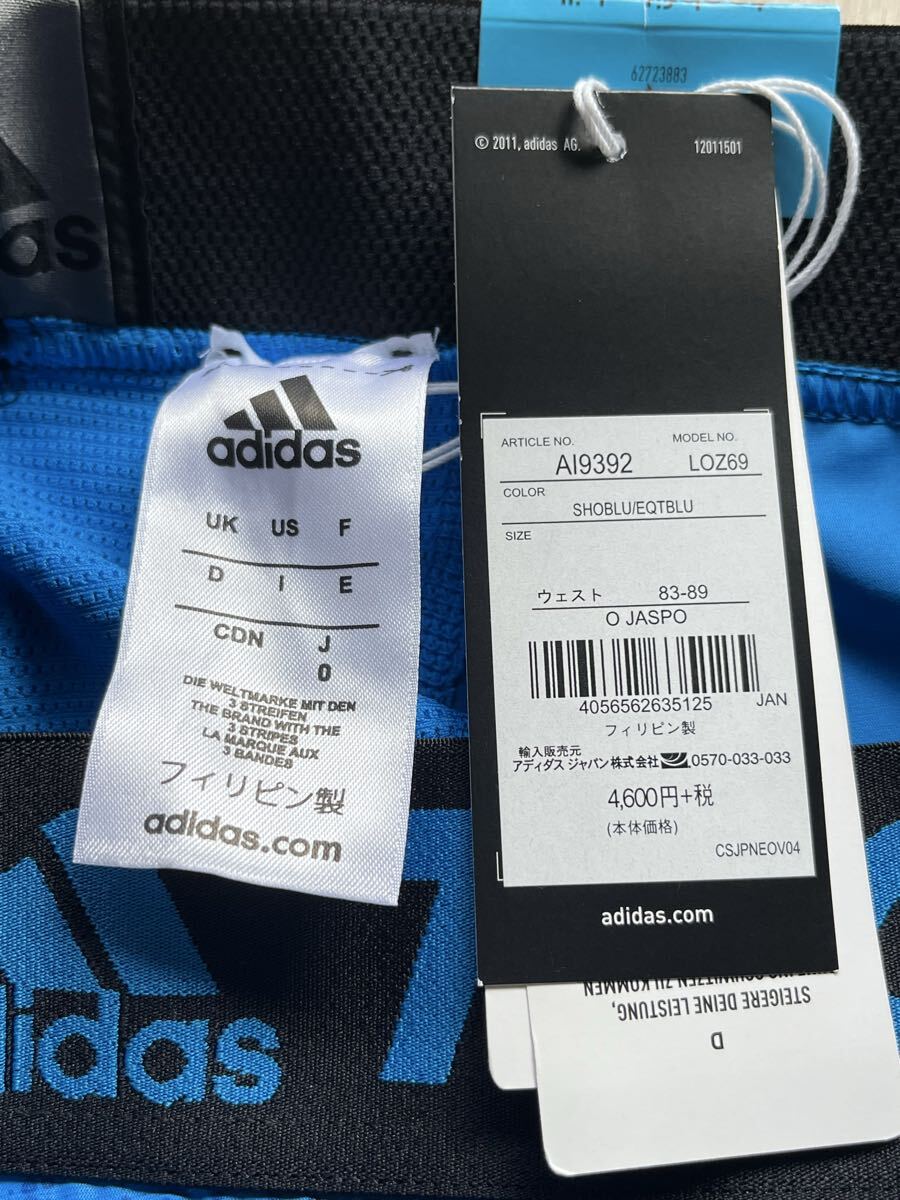 62723883
© 2011, adidas AG.
12011501
as
adidas
UK US F
D I E
CDN J
O
DIE WELTMARKE MIT DEN
3 STREIFEN
THE BRAND WITH THE
3 STRIPES
LA MARQUE AUX
3 BANDES
フィリピン製
adidas.com
ARTICLE NO. MODEL NO.
AI9392 LOZ69
COLOR
SHOBLU/EQTBLU
SIZE
ウェスト 83-89
O JASPO
4056562635125 JAN
フィリピン製
輸入販売元
アディダス ジャパン株式会社 0570-033-033
4,600円+税
(本体価格)
CSJPNEOV04
adidas.com
D
STEIGERE DEINE LEISTUNG,
ZU KOMMEN
idas